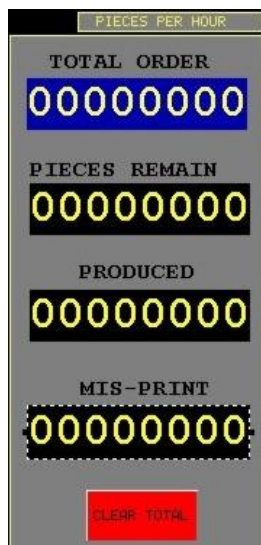 PIECES PER HOUR
TOTAL ORDER
00000000
PIECES REMAIN
00000000
PRODUCED
00000000
MIS-PRINT
00000000
CLEAR TOTAL